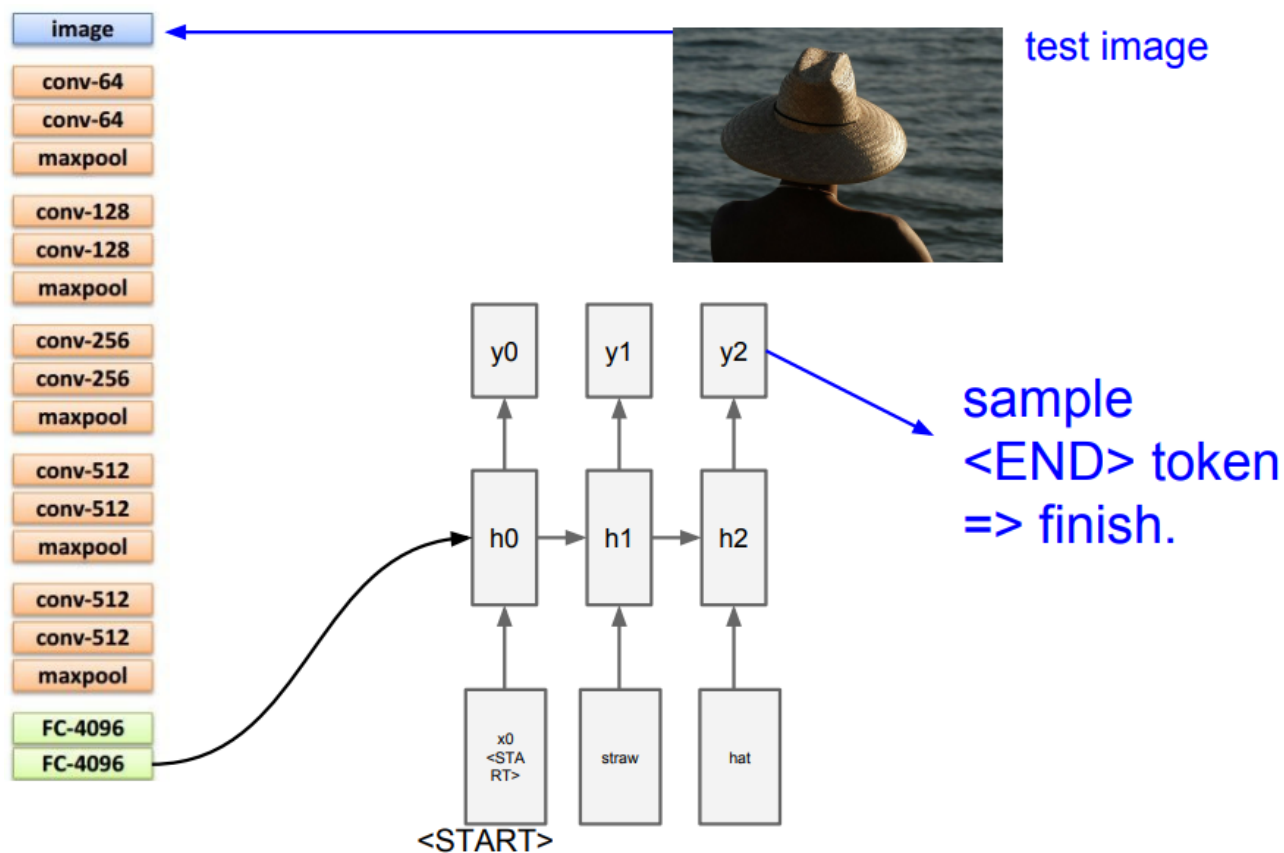 image
conv-64
conv-64
maxpool
conv-128
conv-128
maxpool
conv-256
conv-256
maxpool
conv-512
conv-512
maxpool
conv-512
conv-512
maxpool
FC-4096
FC-4096
test image
y0
y1
y2
sample
<END> token
=> finish.
h0
h1
h2
x0
<STA
RT>
straw
hat
<START>